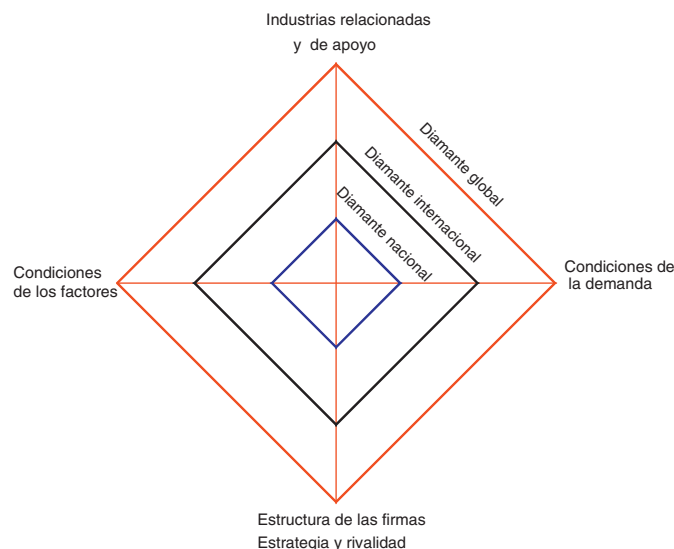 Industrias relacionadas
y de apoyo
Diamante global
Diamante internacional
Diamante nacional
Condiciones
de los factores
Condiciones de
la demanda
Estructura de las firmas
Estrategia y rivalidad